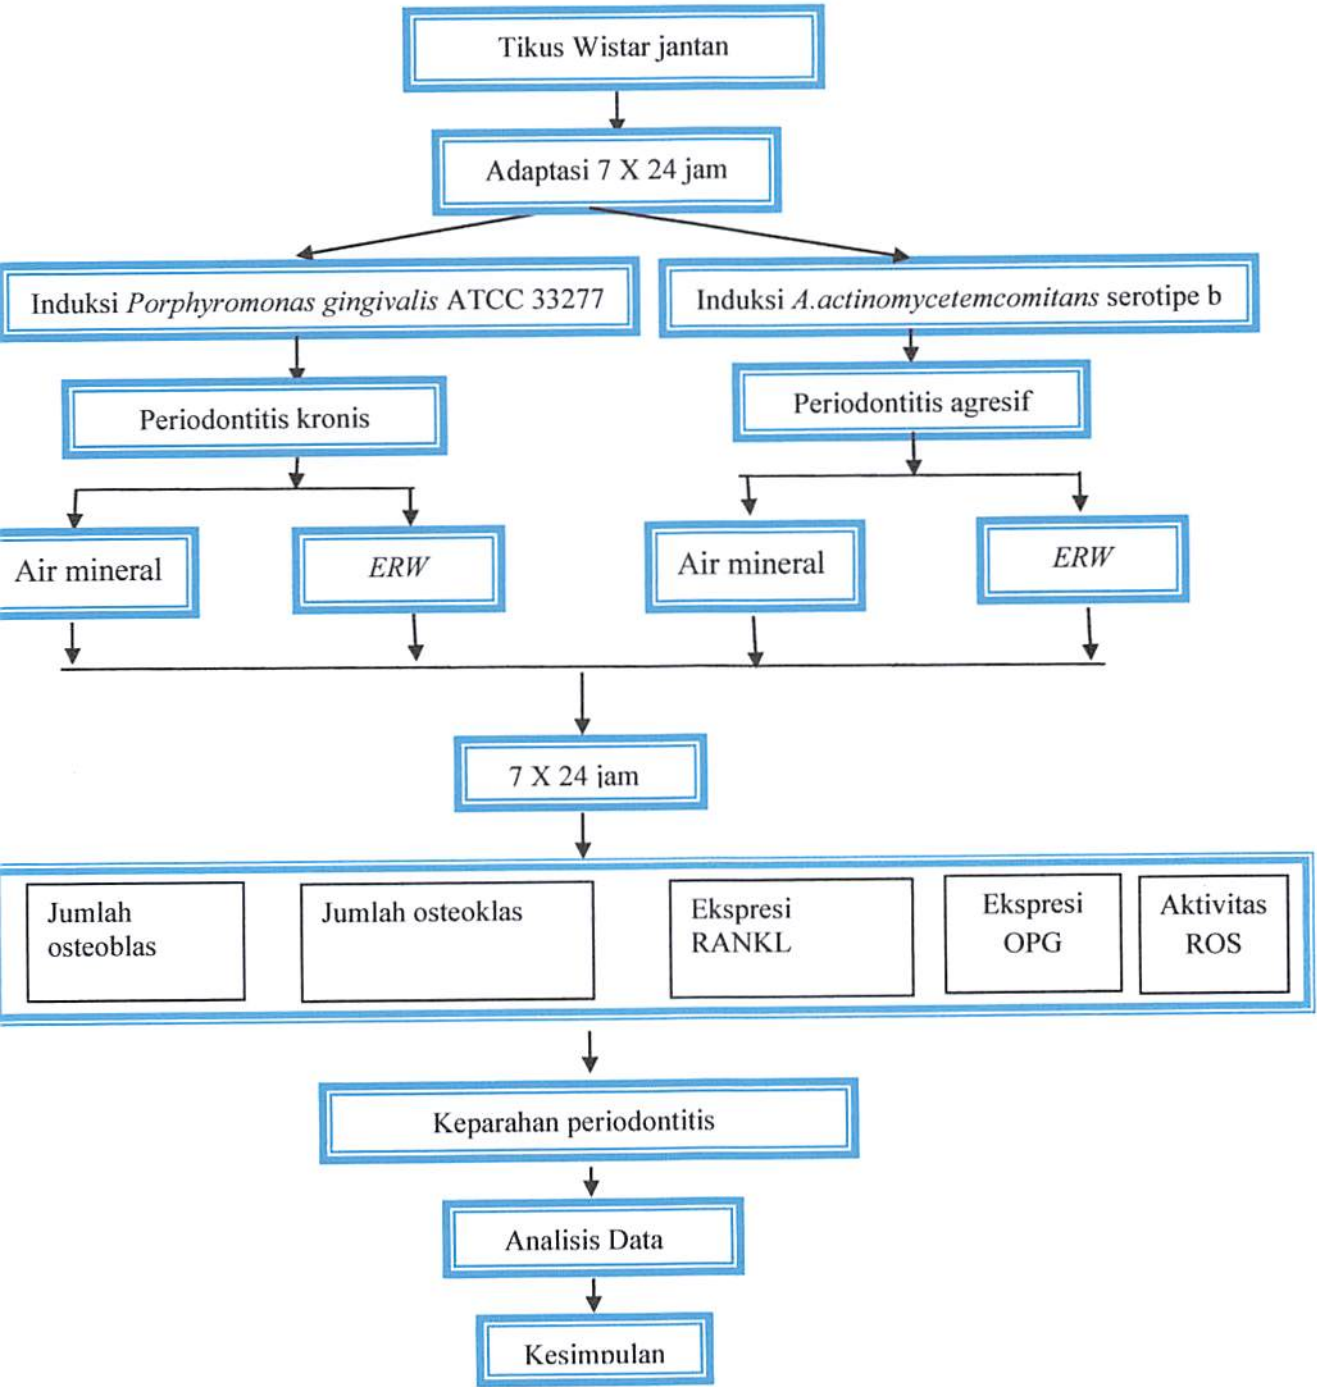 Tikus Wistar jantan
Adaptasi 7 X 24 jam
Induksi Porphyromonas gingivalis ATCC 33277
Induksi A.actinomycetemcomitans serotipe b
Periodontitis kronis
Periodontitis agresif
Air mineral
ERW
Air mineral
ERW
7 X 24 jam
Jumlah
osteoblas
Jumlah osteoklas
Ekspresi
RANKL
Ekspresi
OPG
Aktivitas
ROS
Keparahan periodontitis
Analisis Data
Kesimpulan